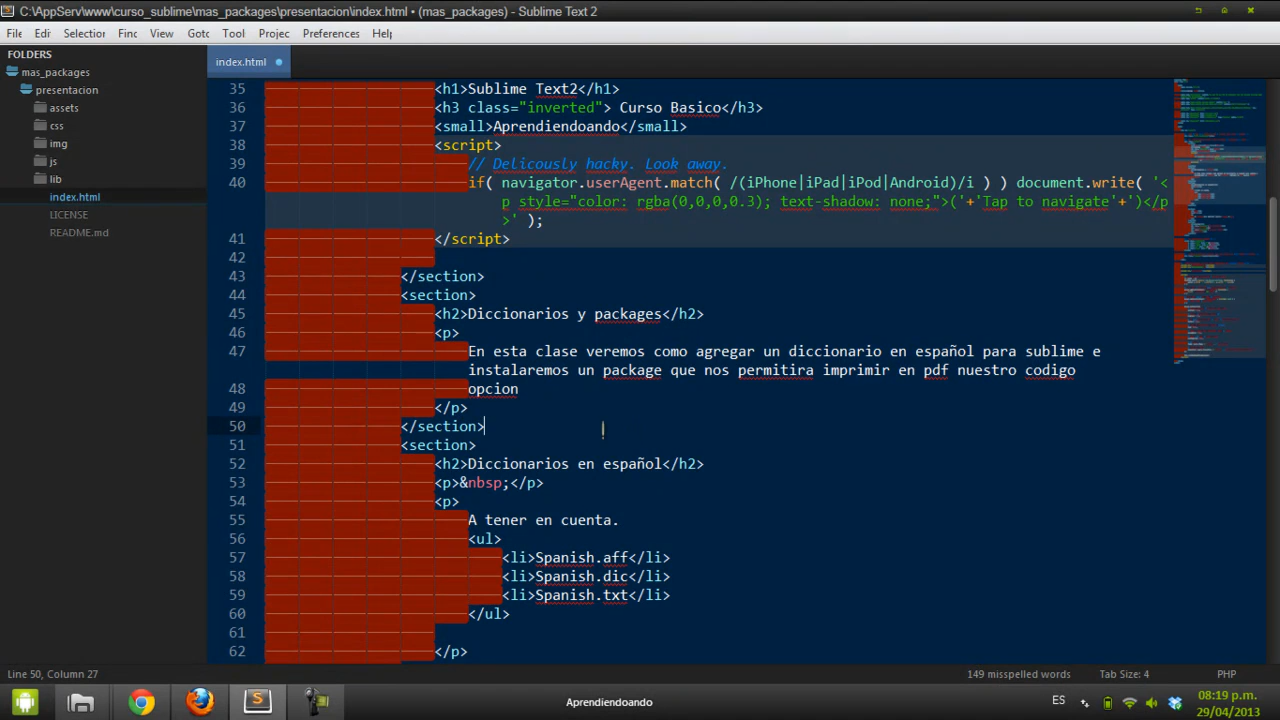 C:\AppServ\www\curso_sublime\mas_packages\presentacion\index.html • (mas_packages) - Sublime Text 2
File Edit Selection Find View Goto Tool Projec Preferences Help
FOLDERS
mas_packages
presentacion
assets
css
img
js
lib
index.html
LICENSE
README.md
index.html
35 <h1>Sublime Text2</h1>
36 <h3 class="inverted"> Curso Basico</h3>
37 <small>Aprendiendoando</small>
38 <script>
39 // Delicously hacky. Look away.
40 if( navigator.userAgent.match( /(iPhone|iPad|iPod|Android)/i ) ) document.write( '<
p style="color: rgba(0,0,0,0.3); text-shadow: none;">('+'Tap to navigate'+')</p
>' );
41 </script>
42
43 </section>
44 <section>
45 <h2>Diccionarios y packages</h2>
46 <p>
47 En esta clase veremos como agregar un diccionario en español para sublime e
instalaremos un package que nos permitira imprimir en pdf nuestro codigo
48 opcion
49 </p>
50 </section>
51 <section>
52 <h2>Diccionarios en español</h2>
53 <p>&nbsp;</p>
54 <p>
55 A tener en cuenta.
56 <ul>
57 <li>Spanish.aff</li>
58 <li>Spanish.dic</li>
59 <li>Spanish.txt</li>
60 </ul>
61
62 </p>
Line 50, Column 27
149 misspelled words
Tab Size: 4
PHP
Aprendiendoando
ES
08:19 p.m.
29/04/2013